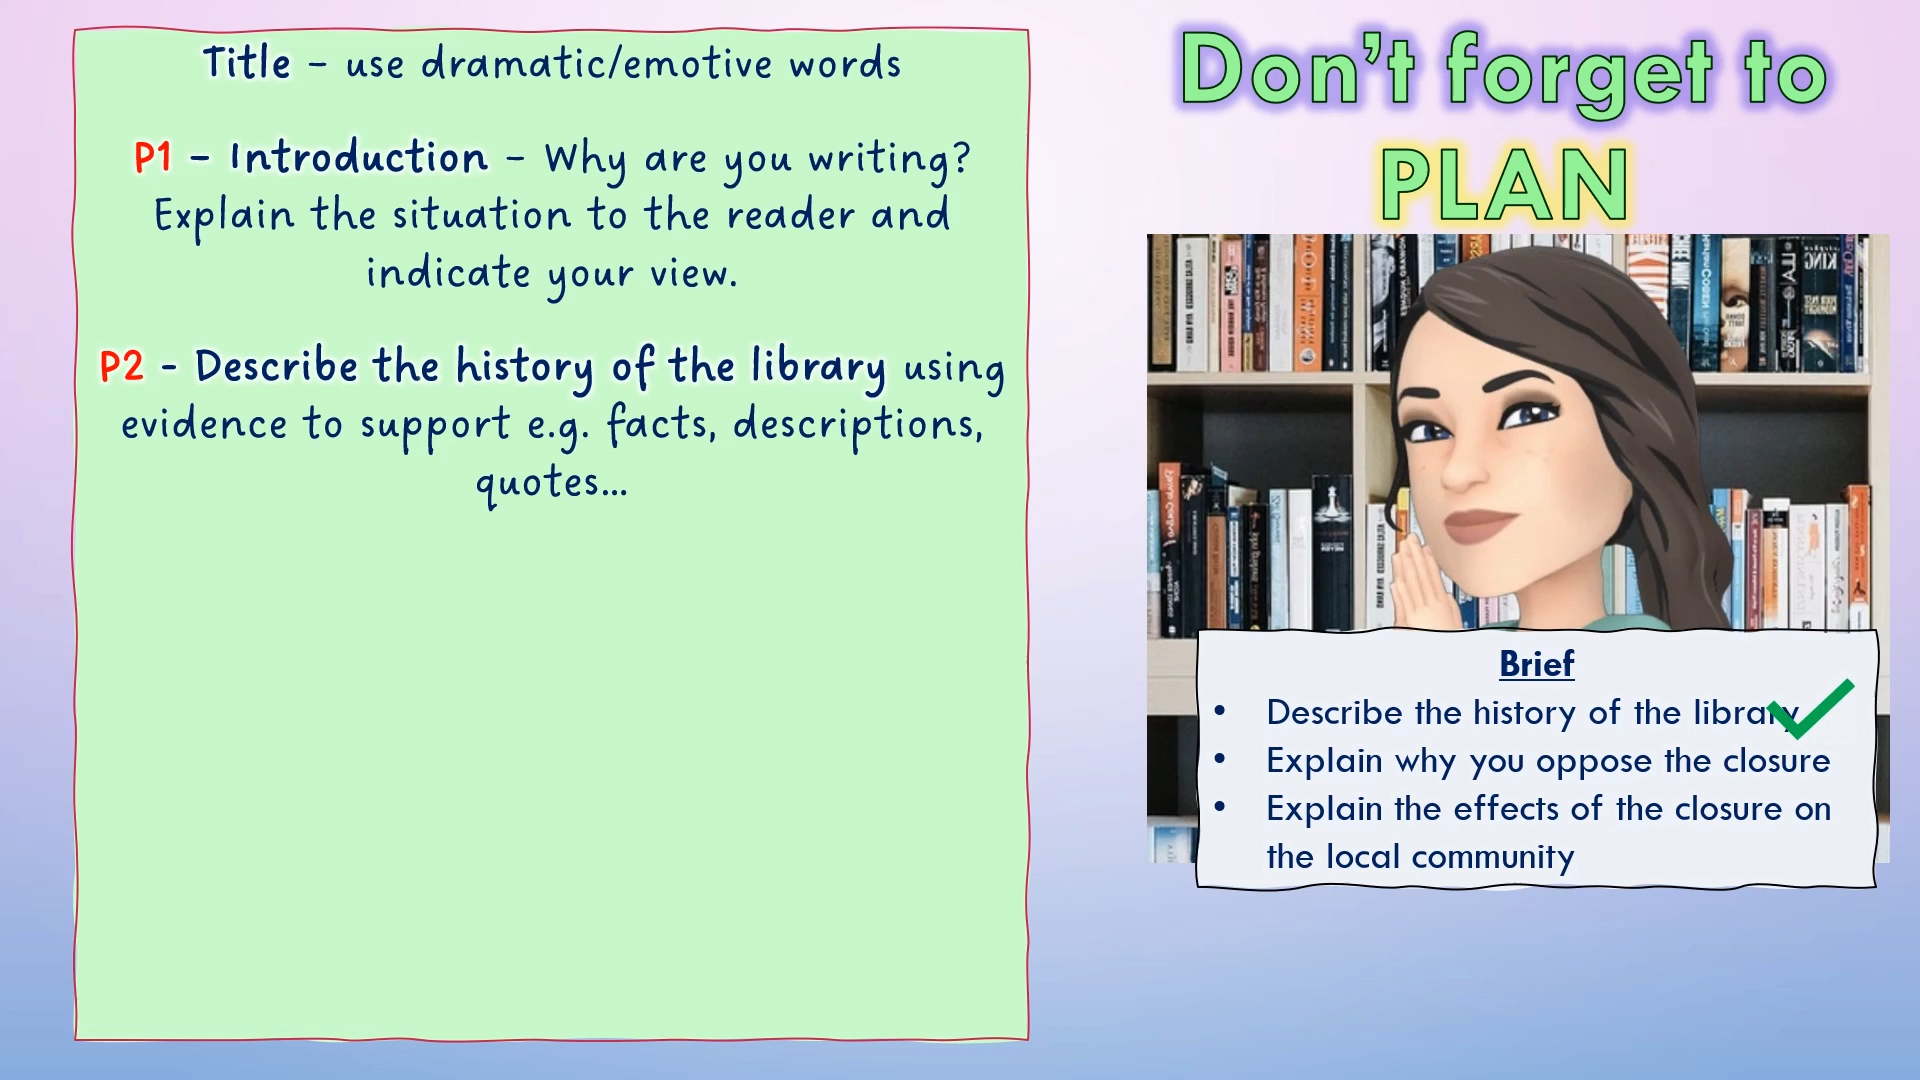 Title – use dramatic/emotive words
P1 – Introduction – Why are you writing?
Explain the situation to the reader and
indicate your view.
P2 - Describe the history of the library using
evidence to support e.g. facts, descriptions,
quotes...
Don't forget to
PLAN
KING
Brief
• Describe the history of the library
• Explain why you oppose the closure
• Explain the effects of the closure on
the local community